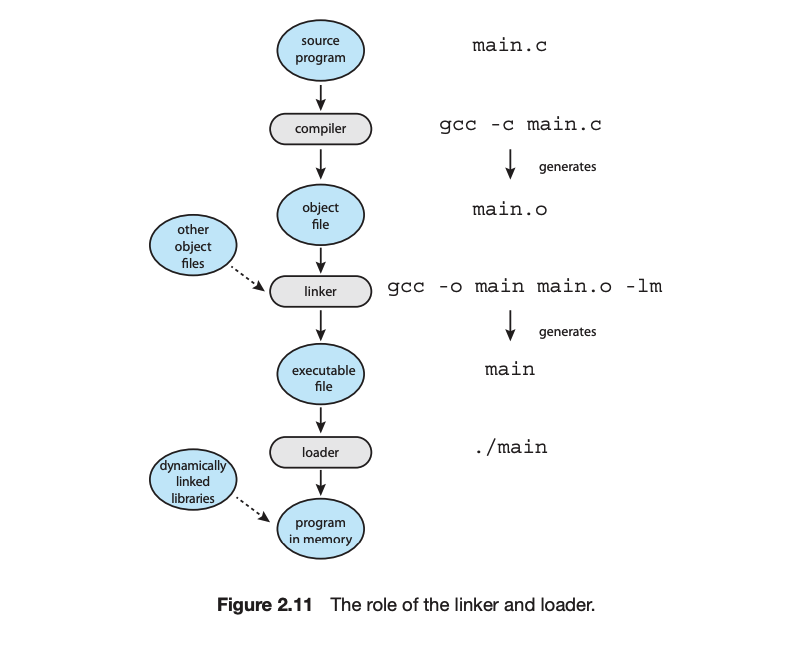 source
program
main.c
compiler
gcc -c main.c
generates
object
file
main.o
other
object
files
linker
gcc -o main main.o -lm
generates
executable
file
main
loader
./main
dynamically
linked
libraries
program
in memory
Figure 2.11 The role of the linker and loader.